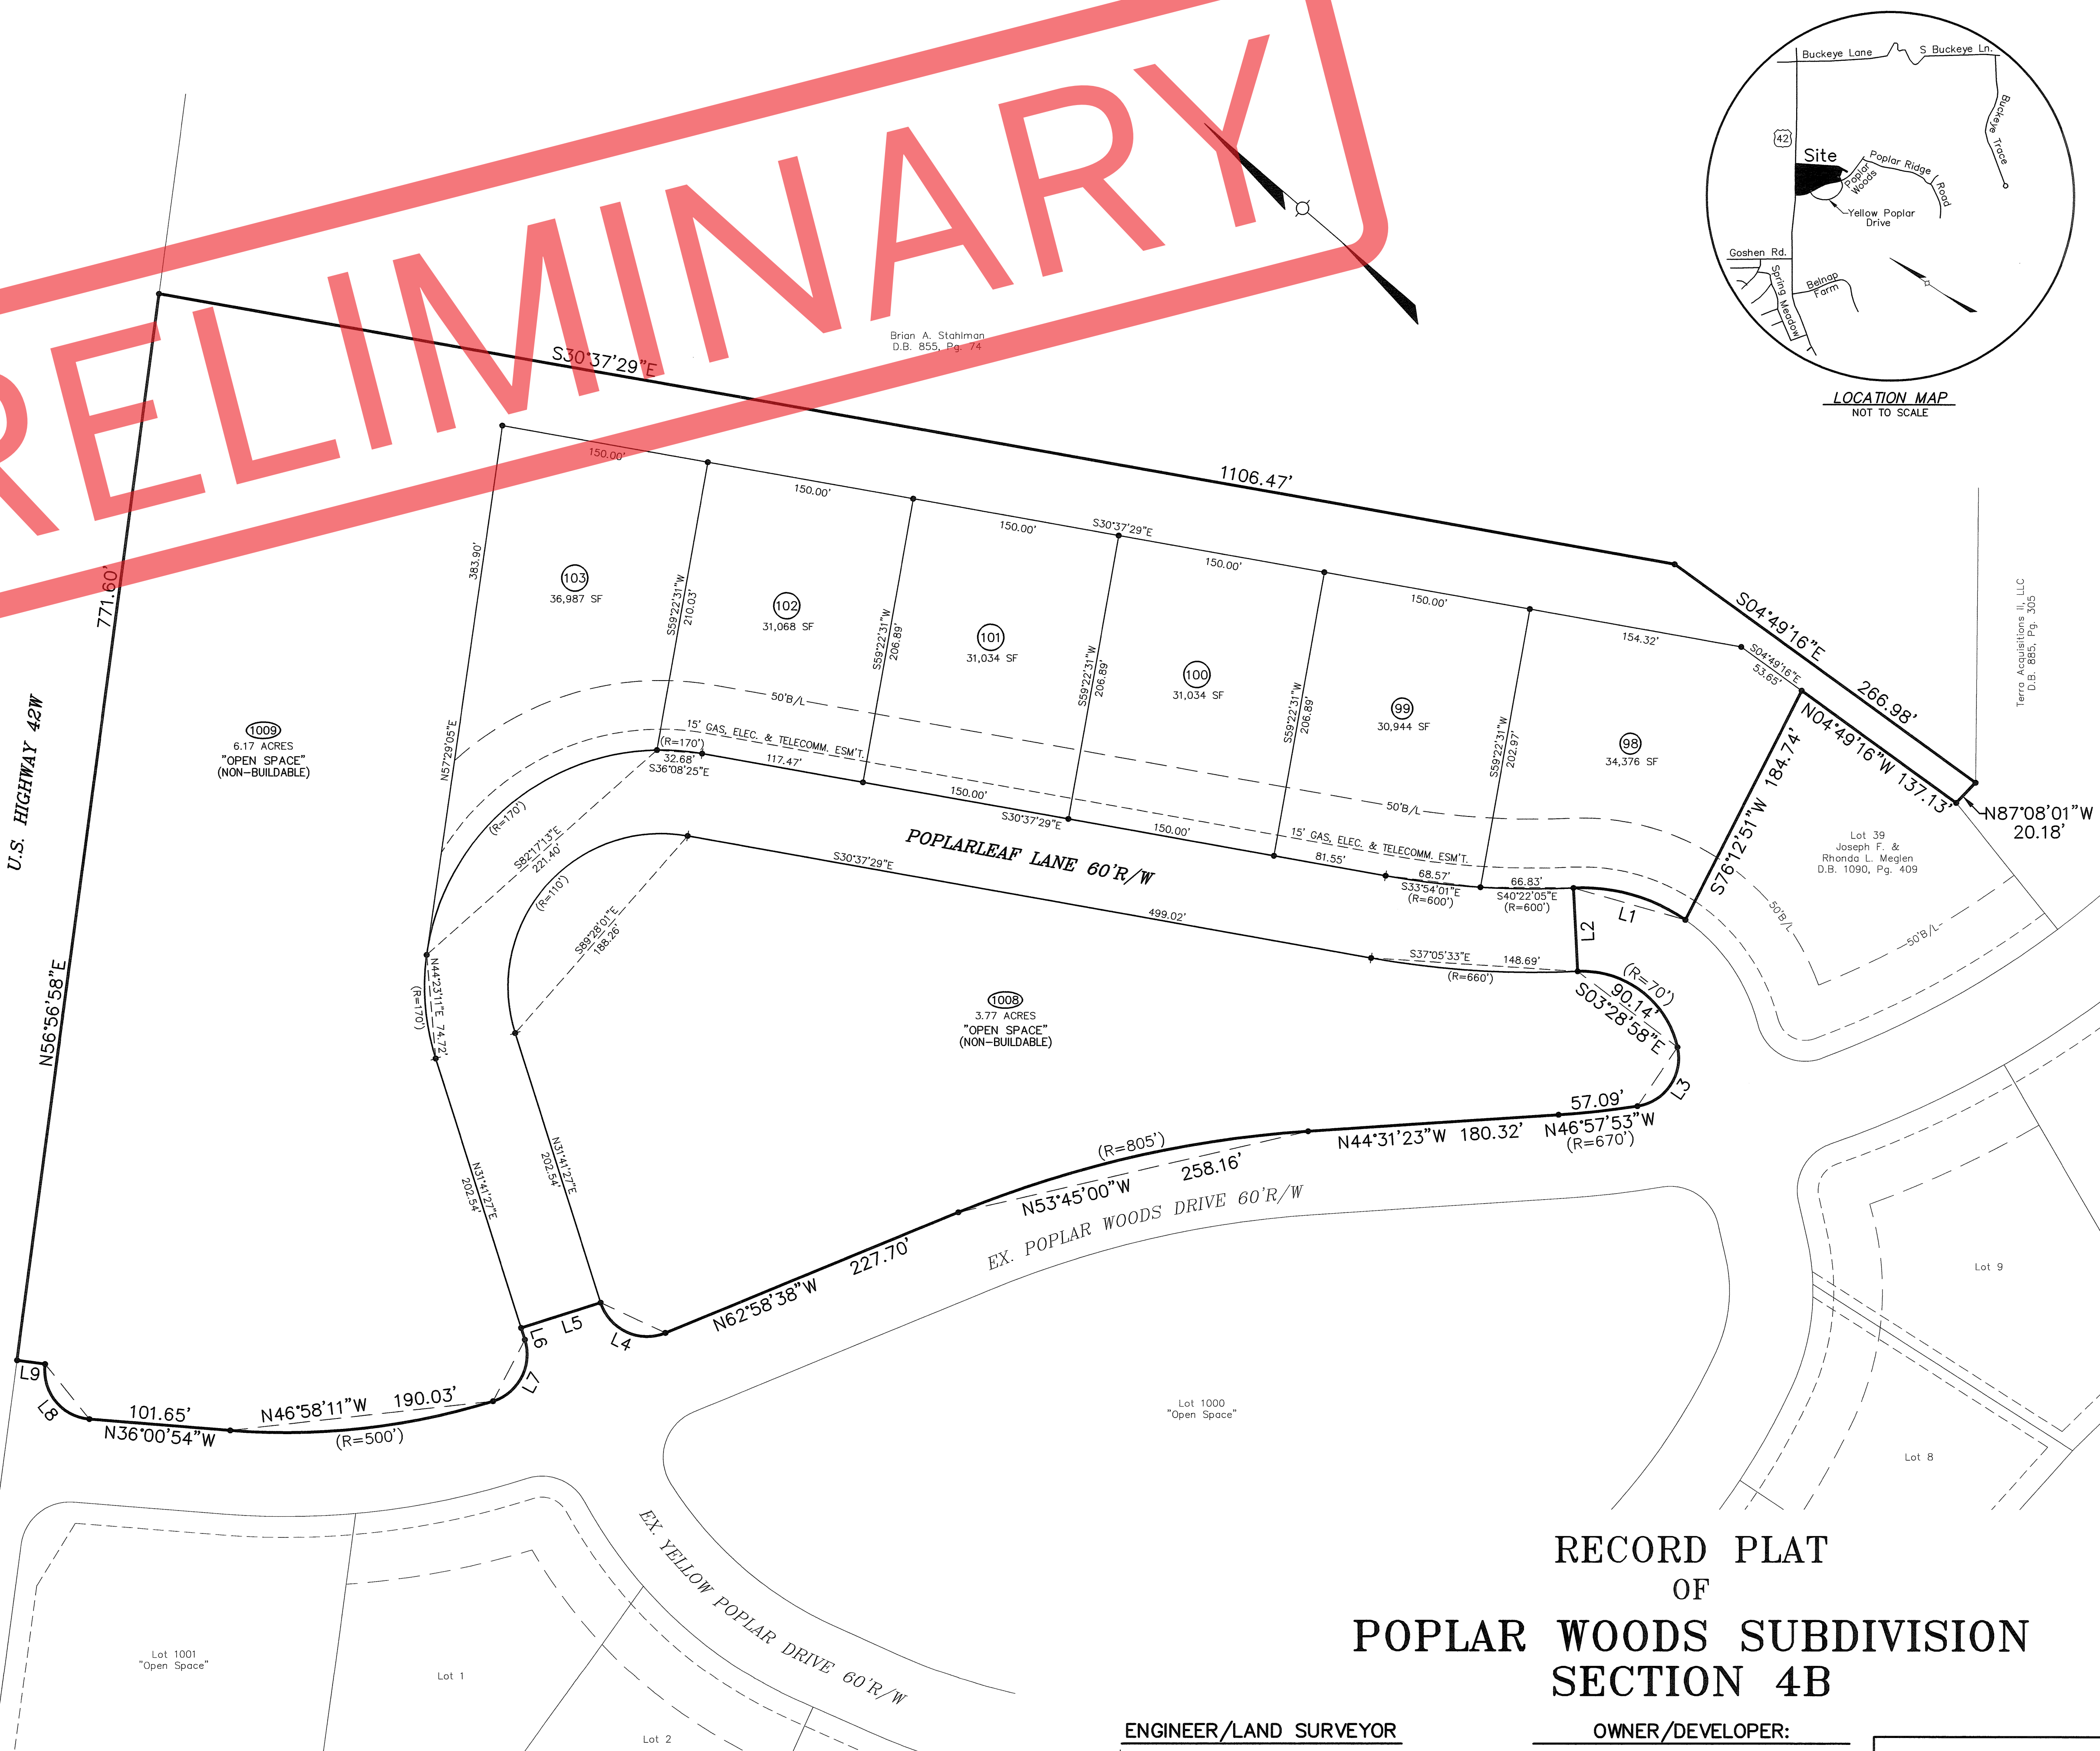 RELIMINARY
Buckeye Lane
S Buckeye Ln.
Buckeye Trace
42
Site
Poplar Woods
Poplar Ridge
Road
Yellow Poplar
Drive
Goshen Rd.
Spring Meadow
Belnap
Farm
LOCATION MAP
NOT TO SCALE
Brian A. Stahlman
D.B. 855, Pg. 74
S30°37'29"E
1106.47'
771.60'
N56°56'58"E
U.S. HIGHWAY 42W
150.00'
150.00'
150.00'
S30°37'29"E
150.00'
150.00'
154.32'
S04°49'16"E
53.65'
S04°49'16"E
266.98'
Terra Acquisitions II, LLC
D.B. 885, Pg. 305
N04°49'16"W 137.13'
N87°08'01"W
20.18'
S76°12'51"W 184.74'
Lot 39
Joseph F. &
Rhonda L. Meglen
D.B. 1090, Pg. 409
50'B/L
50'B/L
383.90'
N57°29'05"E
103
36,987 SF
S59°22'31"W
210.03'
102
31,068 SF
S59°22'31"W
206.89'
101
31,034 SF
S59°22'31"W
206.89'
100
31,034 SF
S59°22'31"W
206.89'
99
30,944 SF
S59°22'31"W
202.97'
98
34,376 SF
1009
6.17 ACRES
"OPEN SPACE"
(NON-BUILDABLE)
50'B/L
50'B/L
15' GAS, ELEC. & TELECOMM. ESM'T.
15' GAS, ELEC. & TELECOMM. ESM'T.
(R=170')
32.68'
S36°08'25"E
117.47'
150.00'
S30°37'29"E
150.00'
81.55'
68.57'
S33°54'01"E
(R=600')
66.83'
S40°22'05"E
(R=600')
L1
L2
(R=170')
S82°17'13"E
221.40'
(R=110')
S89°28'01"E
188.26'
POPLARLEAF LANE 60'R/W
S30°37'29"E
499.02'
S37°05'33"E
148.69'
(R=660')
(R=70')
90.14'
S03°28'58"E
L3
N44°23'11"E 74.72'
(R=170')
1008
3.77 ACRES
"OPEN SPACE"
(NON-BUILDABLE)
N31°41'27"E
202.54'
N31°41'27"E
202.54'
57.09'
N46°57'53"W
(R=670')
N44°31'23"W 180.32'
(R=805')
258.16'
N53°45'00"W
227.70'
N62°58'38"W
EX. POPLAR WOODS DRIVE 60'R/W
L4
L5
L6
L7
L8
L9
101.65'
N36°00'54"W
N46°58'11"W 190.03'
(R=500')
Lot 1000
"Open Space"
Lot 9
Lot 8
EX. YELLOW POPLAR DRIVE 60'R/W
Lot 1001
"Open Space"
Lot 1
Lot 2
RECORD PLAT
OF
POPLAR WOODS SUBDIVISION
SECTION 4B
ENGINEER/LAND SURVEYOR
OWNER/DEVELOPER: